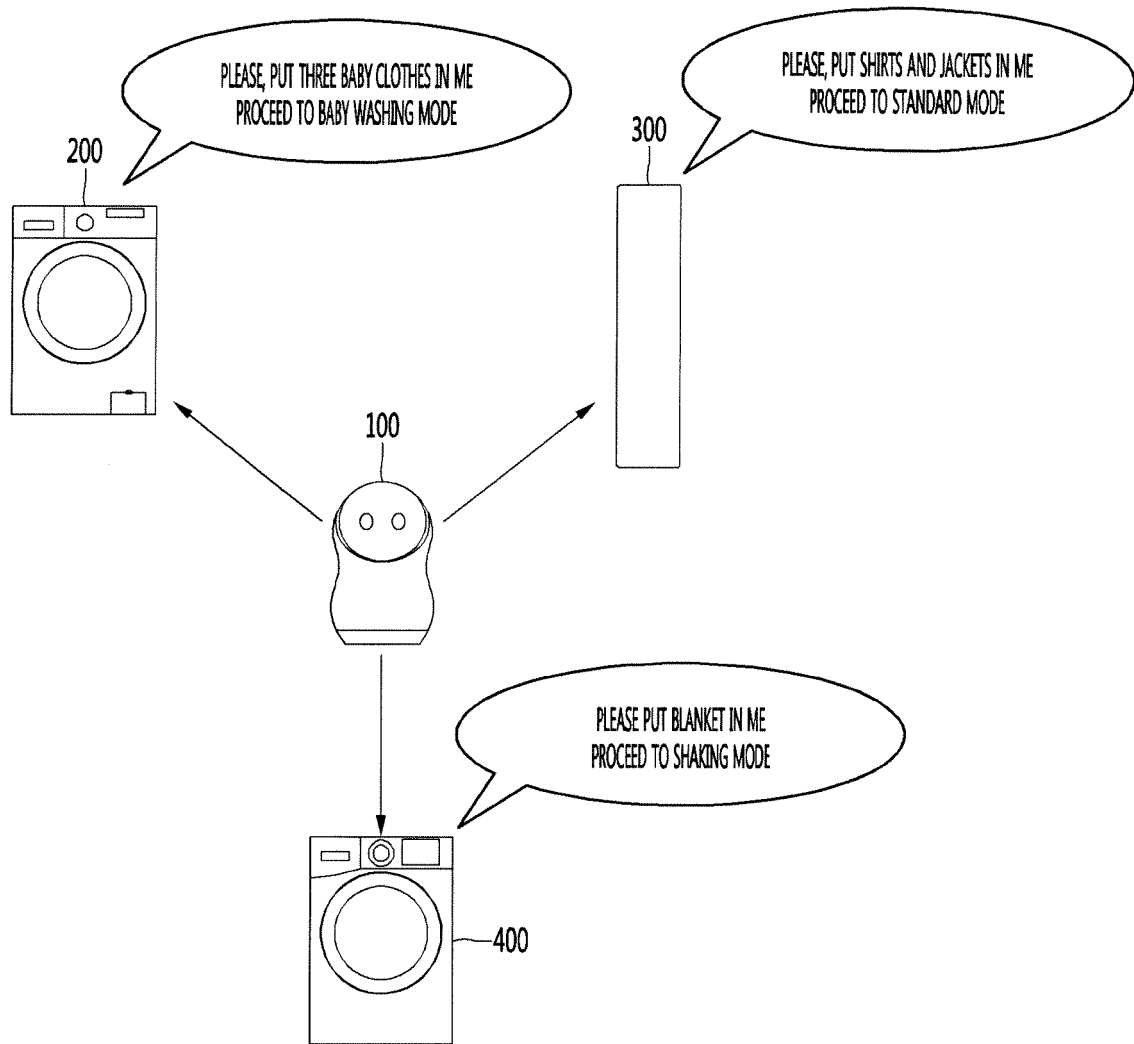 PLEASE, PUT THREE BABY CLOTHES IN ME
PROCEED TO BABY WASHING MODE
PLEASE, PUT SHIRTS AND JACKETS IN ME
PROCEED TO STANDARD MODE
200
300
100
PLEASE PUT BLANKET IN ME
PROCEED TO SHAKING MODE
400